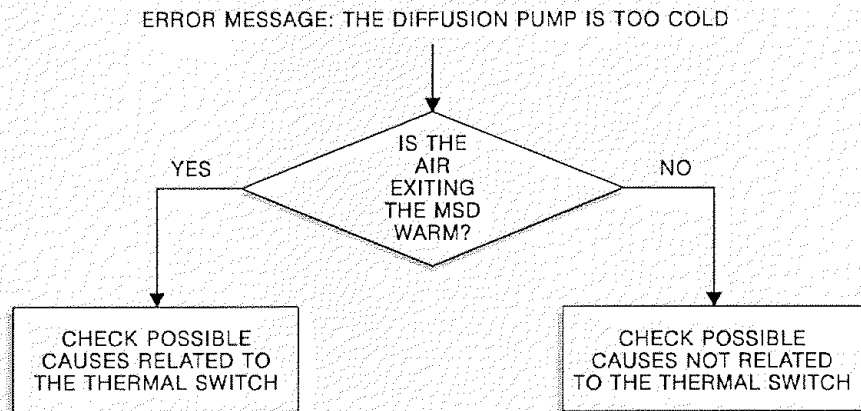 ERROR MESSAGE: THE DIFFUSION PUMP IS TOO COLD
IS THE
AIR
EXITING
THE MSD
WARM?
YES
NO
CHECK POSSIBLE
CAUSES RELATED TO
THE THERMAL SWITCH
CHECK POSSIBLE
CAUSES NOT RELATED
TO THE THERMAL SWITCH